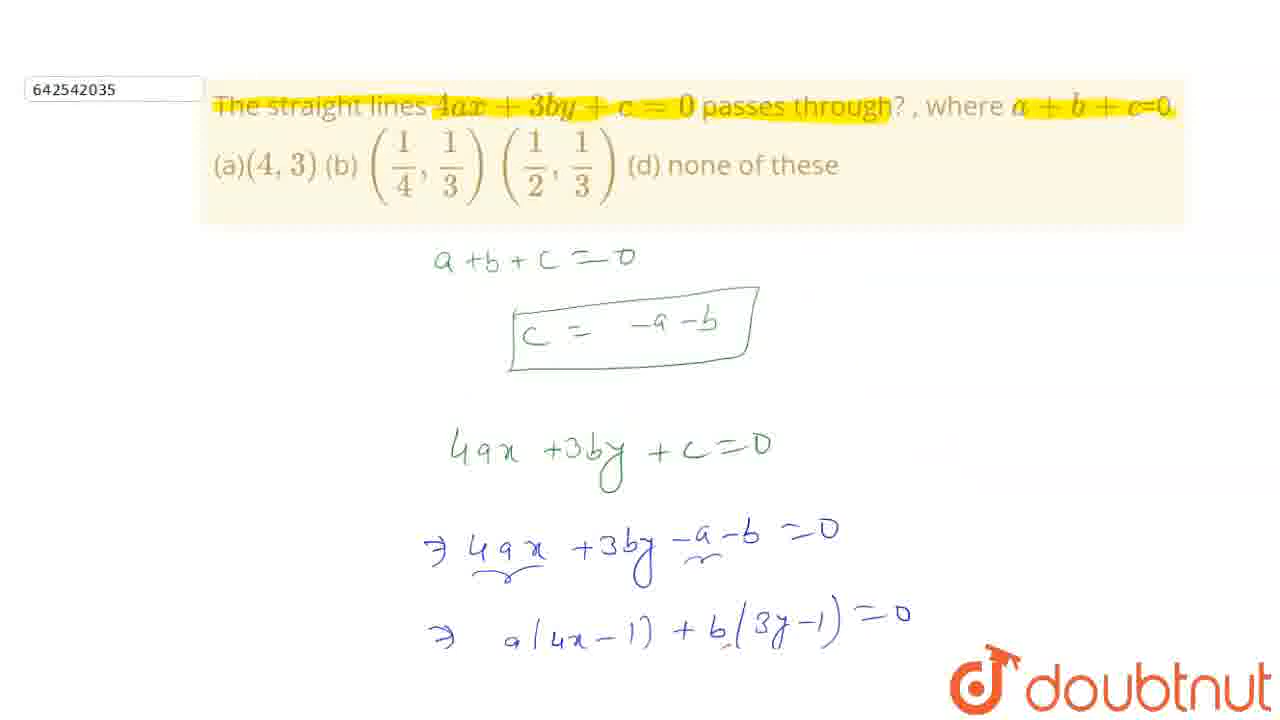 642542035
The straight lines 4ax + 3by + c = 0 passes through? , where a + b + c=0.
(a)(4, 3) (b) (1/4, 1/3) (1/2, 1/3) (d) none of these
a + b + c = 0
c = -a - b
4ax + 3by + c = 0
⇒ 4ax + 3by - a - b = 0
⇒ a(4x - 1) + b(3y - 1) = 0
doubtnut